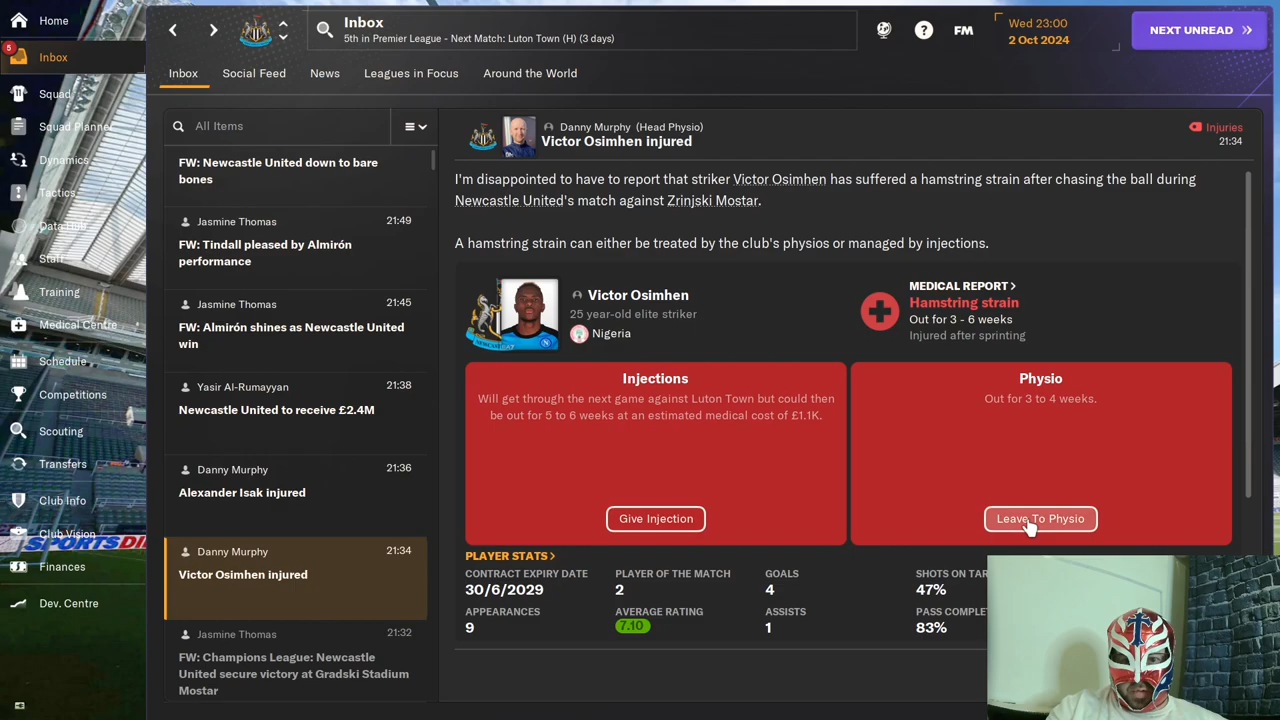 Home
Inbox
5th in Premier League - Next Match: Luton Town (H) (3 days)
FM
Wed 23:00
2 Oct 2024
NEXT UNREAD
5
Inbox
Squad
Squad Planner
Dynamics
Tactics
Data Hub
Staff
Training
Medical Centre
Schedule
Competitions
Scouting
Transfers
Club Info
Club Vision
SPORTS DI
Finances
Dev. Centre
Inbox
Social Feed
News
Leagues in Focus
Around the World
All Items
FW: Newcastle United down to bare
bones
Jasmine Thomas
21:49
FW: Tindall pleased by Almirón
performance
Jasmine Thomas
21:45
FW: Almirón shines as Newcastle United
win
Yasir Al-Rumayyan
21:38
Newcastle United to receive £2.4M
Danny Murphy
21:36
Alexander Isak injured
Danny Murphy
21:34
Victor Osimhen injured
Jasmine Thomas
21:32
FW: Champions League: Newcastle
United secure victory at Gradski Stadium
Mostar
Danny Murphy (Head Physio)
Victor Osimhen injured
Injuries
21:34
I'm disappointed to have to report that striker Victor Osimhen has suffered a hamstring strain after chasing the ball during
Newcastle United's match against Zrinjski Mostar.
A hamstring strain can either be treated by the club's physios or managed by injections.
Victor Osimhen
25 year-old elite striker
Nigeria
MEDICAL REPORT >
Hamstring strain
Out for 3 - 6 weeks
Injured after sprinting
Injections
Will get through the next game against Luton Town but could then
be out for 5 to 6 weeks at an estimated medical cost of £1.1K.
Give Injection
Physio
Out for 3 to 4 weeks.
Leave To Physio
PLAYER STATS >
CONTRACT EXPIRY DATE
30/6/2029
PLAYER OF THE MATCH
2
GOALS
4
SHOTS ON TAR
47%
APPEARANCES
9
AVERAGE RATING
7.10
ASSISTS
1
PASS COMPLE
83%